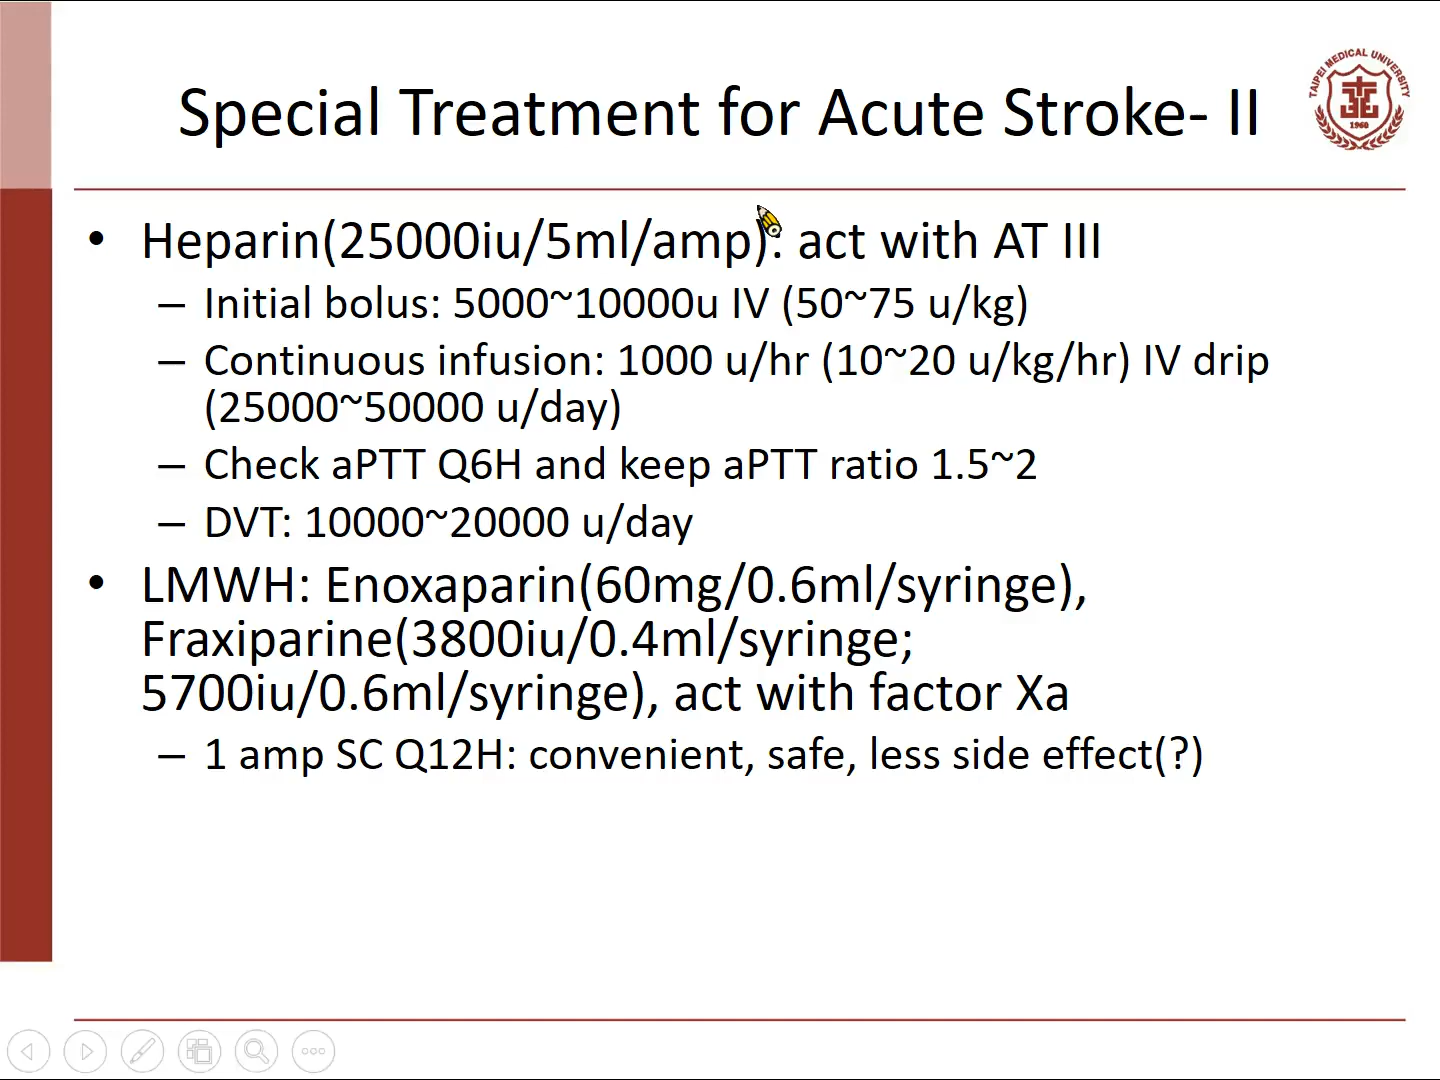 Special Treatment for Acute Stroke- II
TAIPEI MEDICAL UNIVERSITY
1960
• Heparin(25000iu/5ml/amp): act with AT III
– Initial bolus: 5000~10000u IV (50~75 u/kg)
– Continuous infusion: 1000 u/hr (10~20 u/kg/hr) IV drip
(25000~50000 u/day)
– Check aPTT Q6H and keep aPTT ratio 1.5~2
– DVT: 10000~20000 u/day
• LMWH: Enoxaparin(60mg/0.6ml/syringe),
Fraxiparine(3800iu/0.4ml/syringe;
5700iu/0.6ml/syringe), act with factor Xa
– 1 amp SC Q12H: convenient, safe, less side effect(?)